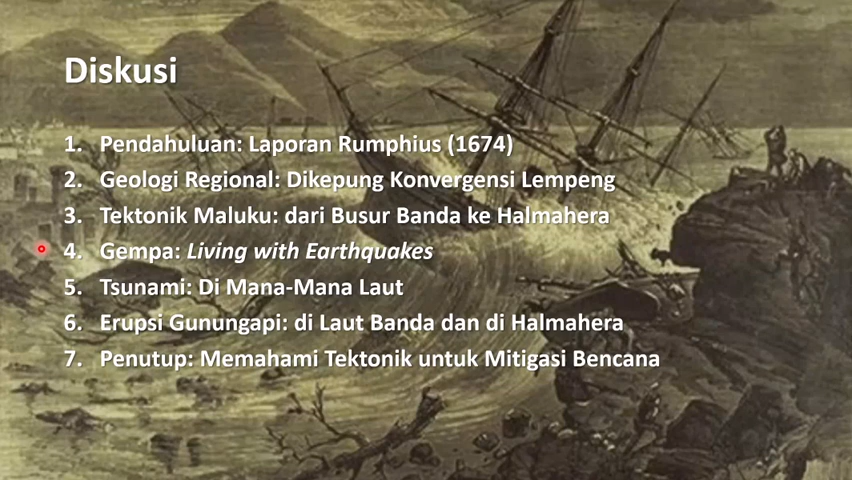 Diskusi
1. Pendahuluan: Laporan Rumphius (1674)
2. Geologi Regional: Dikepung Konvergensi Lempeng
3. Tektonik Maluku: dari Busur Banda ke Halmahera
4. Gempa: Living with Earthquakes
5. Tsunami: Di Mana-Mana Laut
6. Erupsi Gunungapi: di Laut Banda dan di Halmahera
7. Penutup: Memahami Tektonik untuk Mitigasi Bencana